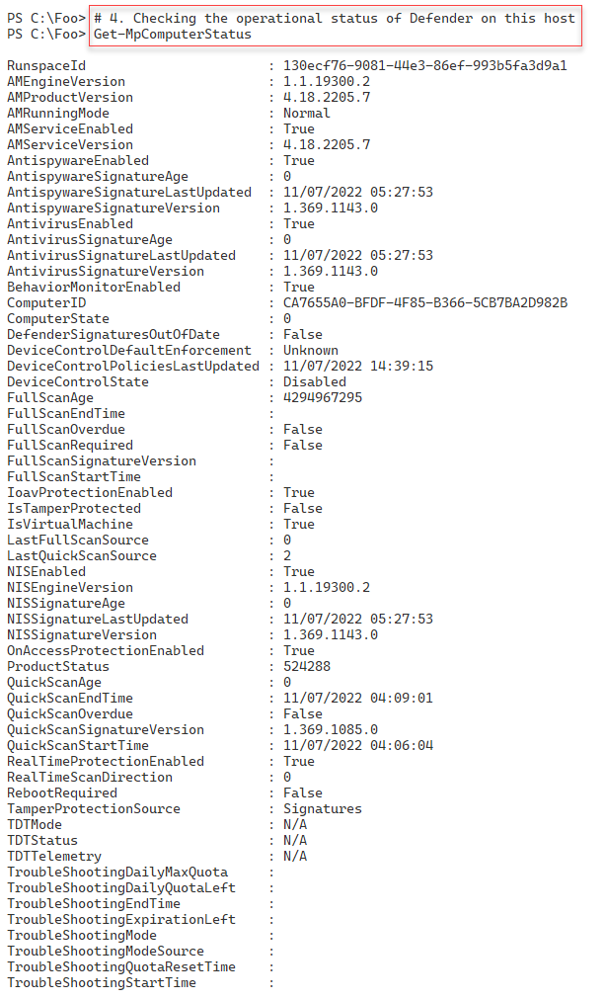 PS C:\Foo> # 4. Checking the operational status of Defender on this host
PS C:\Foo> Get-MpComputerStatus
RunspaceId                       : 130ecf76-9081-44e3-86ef-993b5fa3d9a1
AMEngineVersion                  : 1.1.19300.2
AMProductVersion                 : 4.18.2205.7
AMRunningMode                    : Normal
AMServiceEnabled                 : True
AMServiceVersion                 : 4.18.2205.7
AntispywareEnabled               : True
AntispywareSignatureAge          : 0
AntispywareSignatureLastUpdated  : 11/07/2022 05:27:53
AntispywareSignatureVersion      : 1.369.1143.0
AntivirusEnabled                 : True
AntivirusSignatureAge            : 0
AntivirusSignatureLastUpdated    : 11/07/2022 05:27:53
AntivirusSignatureVersion        : 1.369.1143.0
BehaviorMonitorEnabled           : True
ComputerID                       : CA7655A0-BFDF-4F85-B366-5CB7BA2D982B
ComputerState                    : 0
DefenderSignaturesOutOfDate      : False
DeviceControlDefaultEnforcement  : Unknown
DeviceControlPoliciesLastUpdated : 11/07/2022 14:39:15
DeviceControlState               : Disabled
FullScanAge                      : 4294967295
FullScanEndTime                  :
FullScanOverdue                  : False
FullScanRequired                 : False
FullScanSignatureVersion         :
FullScanStartTime                :
IoavProtectionEnabled            : True
IsTamperProtected                : False
IsVirtualMachine                 : True
LastFullScanSource               : 0
LastQuickScanSource              : 2
NISEnabled                       : True
NISEngineVersion                 : 1.1.19300.2
NISSignatureAge                  : 0
NISSignatureLastUpdated          : 11/07/2022 05:27:53
NISSignatureVersion              : 1.369.1143.0
OnAccessProtectionEnabled        : True
ProductStatus                    : 524288
QuickScanAge                     : 0
QuickScanEndTime                 : 11/07/2022 04:09:01
QuickScanOverdue                 : False
QuickScanSignatureVersion        : 1.369.1085.0
QuickScanStartTime               : 11/07/2022 04:06:04
RealTimeProtectionEnabled        : True
RealTimeScanDirection            : 0
RebootRequired                   : False
TamperProtectionSource           : Signatures
TDTMode                          : N/A
TDTStatus                        : N/A
TDTTelemetry                     : N/A
TroubleShootingDailyMaxQuota     :
TroubleShootingDailyQuotaLeft    :
TroubleShootingEndTime           :
TroubleShootingExpirationLeft    :
TroubleShootingMode              :
TroubleShootingModeSource        :
TroubleShootingQuotaResetTime    :
TroubleShootingStartTime         :